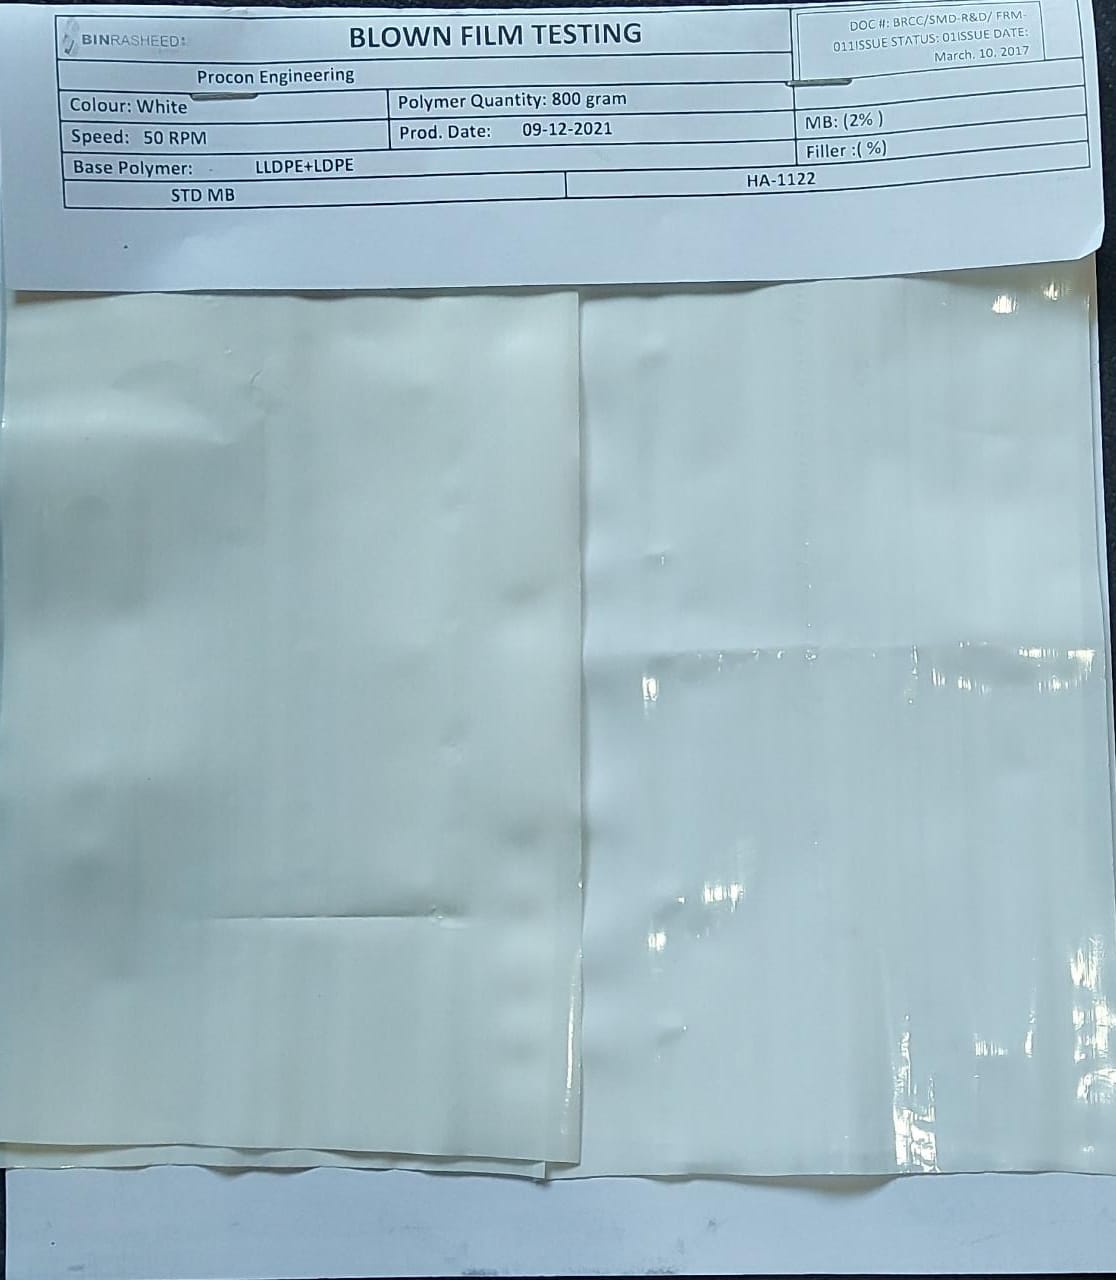 BINRASHEED
BLOWN FILM TESTING
DOC #: BRCC/SMD-R&D/ FRM-
011ISSUE STATUS: 01ISSUE DATE:
March. 10. 2017
Procon Engineering
Colour: White
Polymer Quantity: 800 gram
Speed: 50 RPM
Prod. Date: 09-12-2021
MB: (2% )
Base Polymer: LLDPE+LDPE
Filler :( %)
STD MB
HA-1122